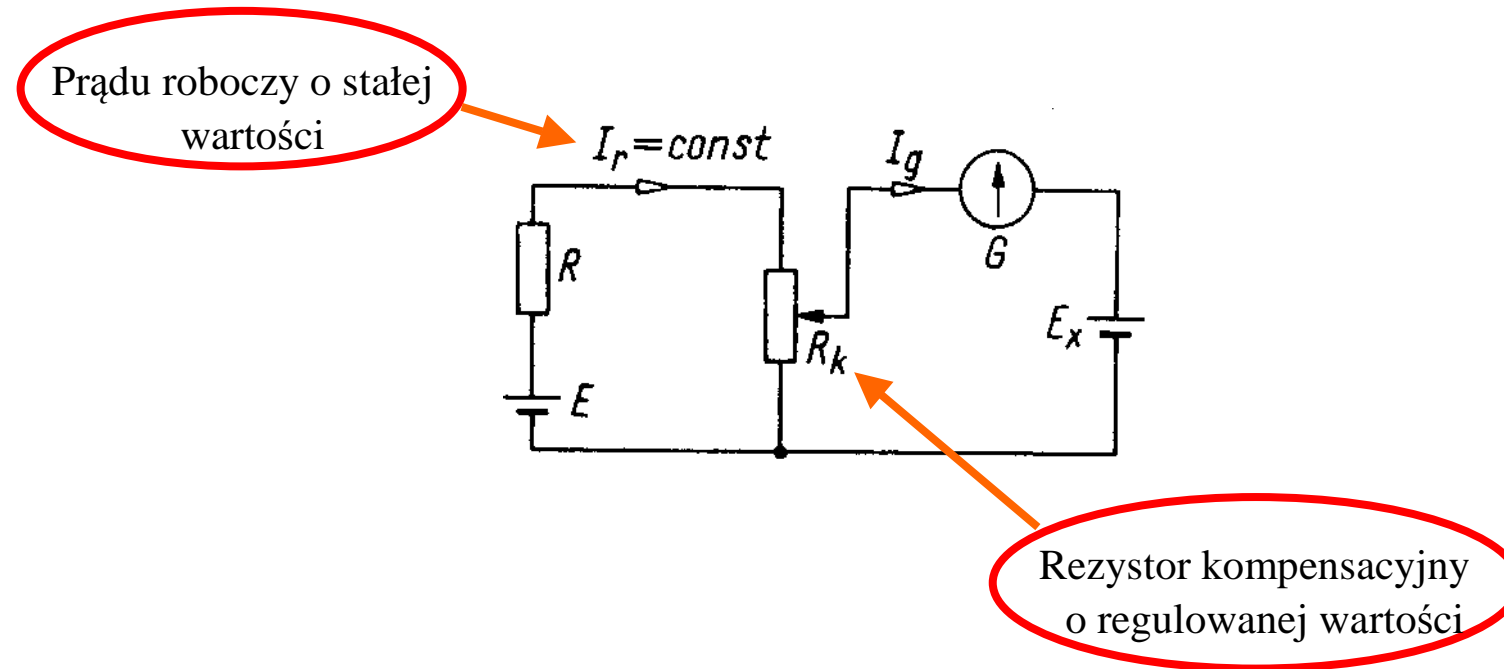 Prądu roboczy o stałej
wartości
I_r=const
I_g
G
R
R_k
E_x
E
Rezystor kompensacyjny
o regulowanej wartości